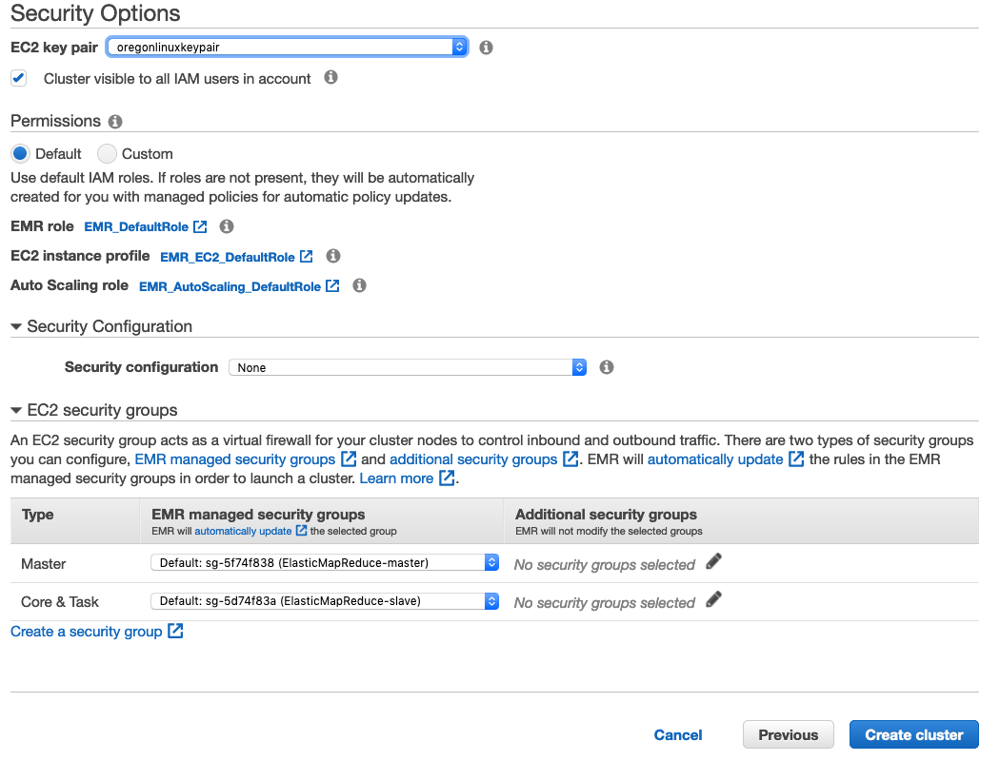 Security Options
EC2 key pair oregonlinuxkeypair
Cluster visible to all IAM users in account
Permissions
Default Custom
Use default IAM roles. If roles are not present, they will be automatically
created for you with managed policies for automatic policy updates.
EMR role EMR_DefaultRole
EC2 instance profile EMR_EC2_DefaultRole
Auto Scaling role EMR_AutoScaling_DefaultRole
Security Configuration
Security configuration None
EC2 security groups
An EC2 security group acts as a virtual firewall for your cluster nodes to control inbound and outbound traffic. There are two types of security groups
you can configure, EMR managed security groups and additional security groups. EMR will automatically update the rules in the EMR
managed security groups in order to launch a cluster. Learn more.
Type EMR managed security groups Additional security groups
EMR will automatically update the selected group EMR will not modify the selected groups
Master Default: sg-5f74f838 (ElasticMapReduce-master) No security groups selected
Core & Task Default: sg-5d74f83a (ElasticMapReduce-slave) No security groups selected
Create a security group
Cancel Previous Create cluster